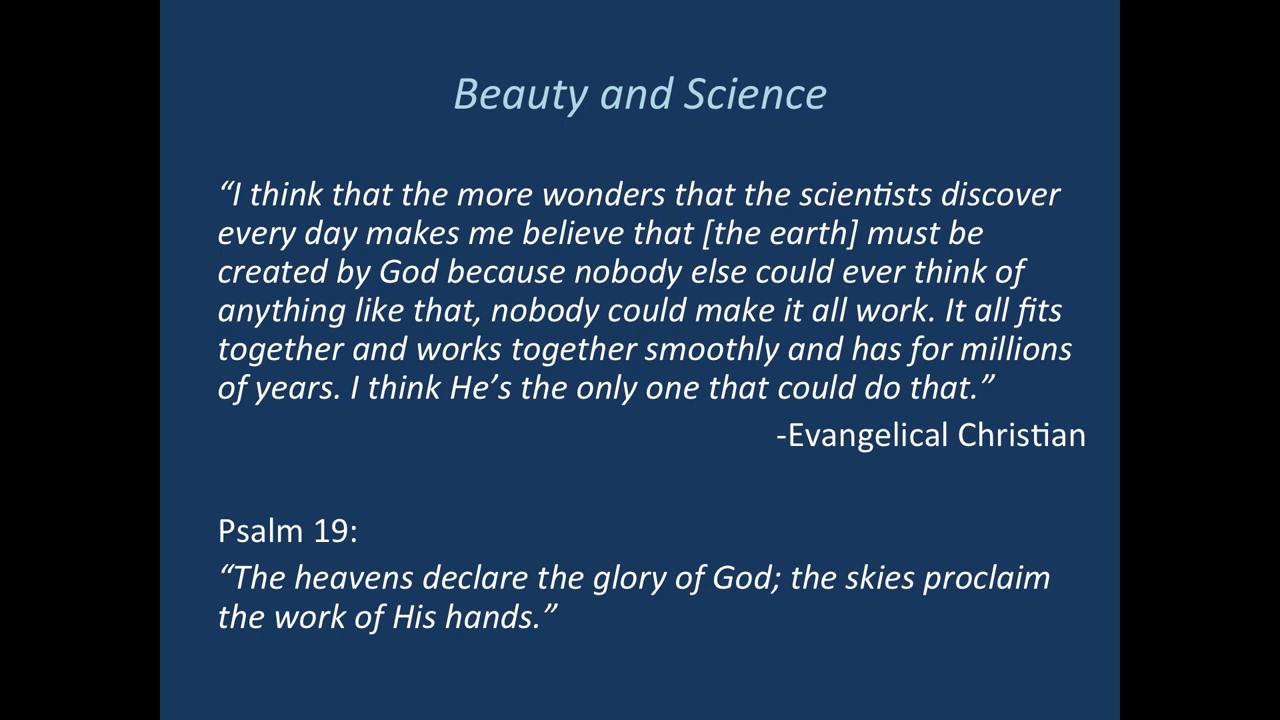 Beauty and Science
“I think that the more wonders that the scientists discover
every day makes me believe that [the earth] must be
created by God because nobody else could ever think of
anything like that, nobody could make it all work. It all fits
together and works together smoothly and has for millions
of years. I think He’s the only one that could do that.”
-Evangelical Christian
Psalm 19:
“The heavens declare the glory of God; the skies proclaim
the work of His hands.”